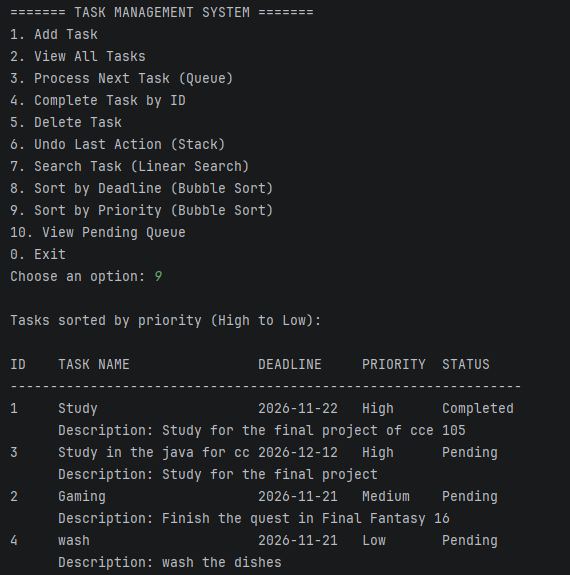 ======= TASK MANAGEMENT SYSTEM =======
1. Add Task
2. View All Tasks
3. Process Next Task (Queue)
4. Complete Task by ID
5. Delete Task
6. Undo Last Action (Stack)
7. Search Task (Linear Search)
8. Sort by Deadline (Bubble Sort)
9. Sort by Priority (Bubble Sort)
10. View Pending Queue
0. Exit
Choose an option: 9
Tasks sorted by priority (High to Low):
ID    TASK NAME                DEADLINE     PRIORITY  STATUS
----------------------------------------------------------------
1     Study                    2026-11-22   High      Completed
      Description: Study for the final project of cce 105
3     Study in the java for cc 2026-12-12   High      Pending
      Description: Study for the final project
2     Gaming                   2026-11-21   Medium    Pending
      Description: Finish the quest in Final Fantasy 16
4     wash                     2026-11-21   Low       Pending
      Description: wash the dishes